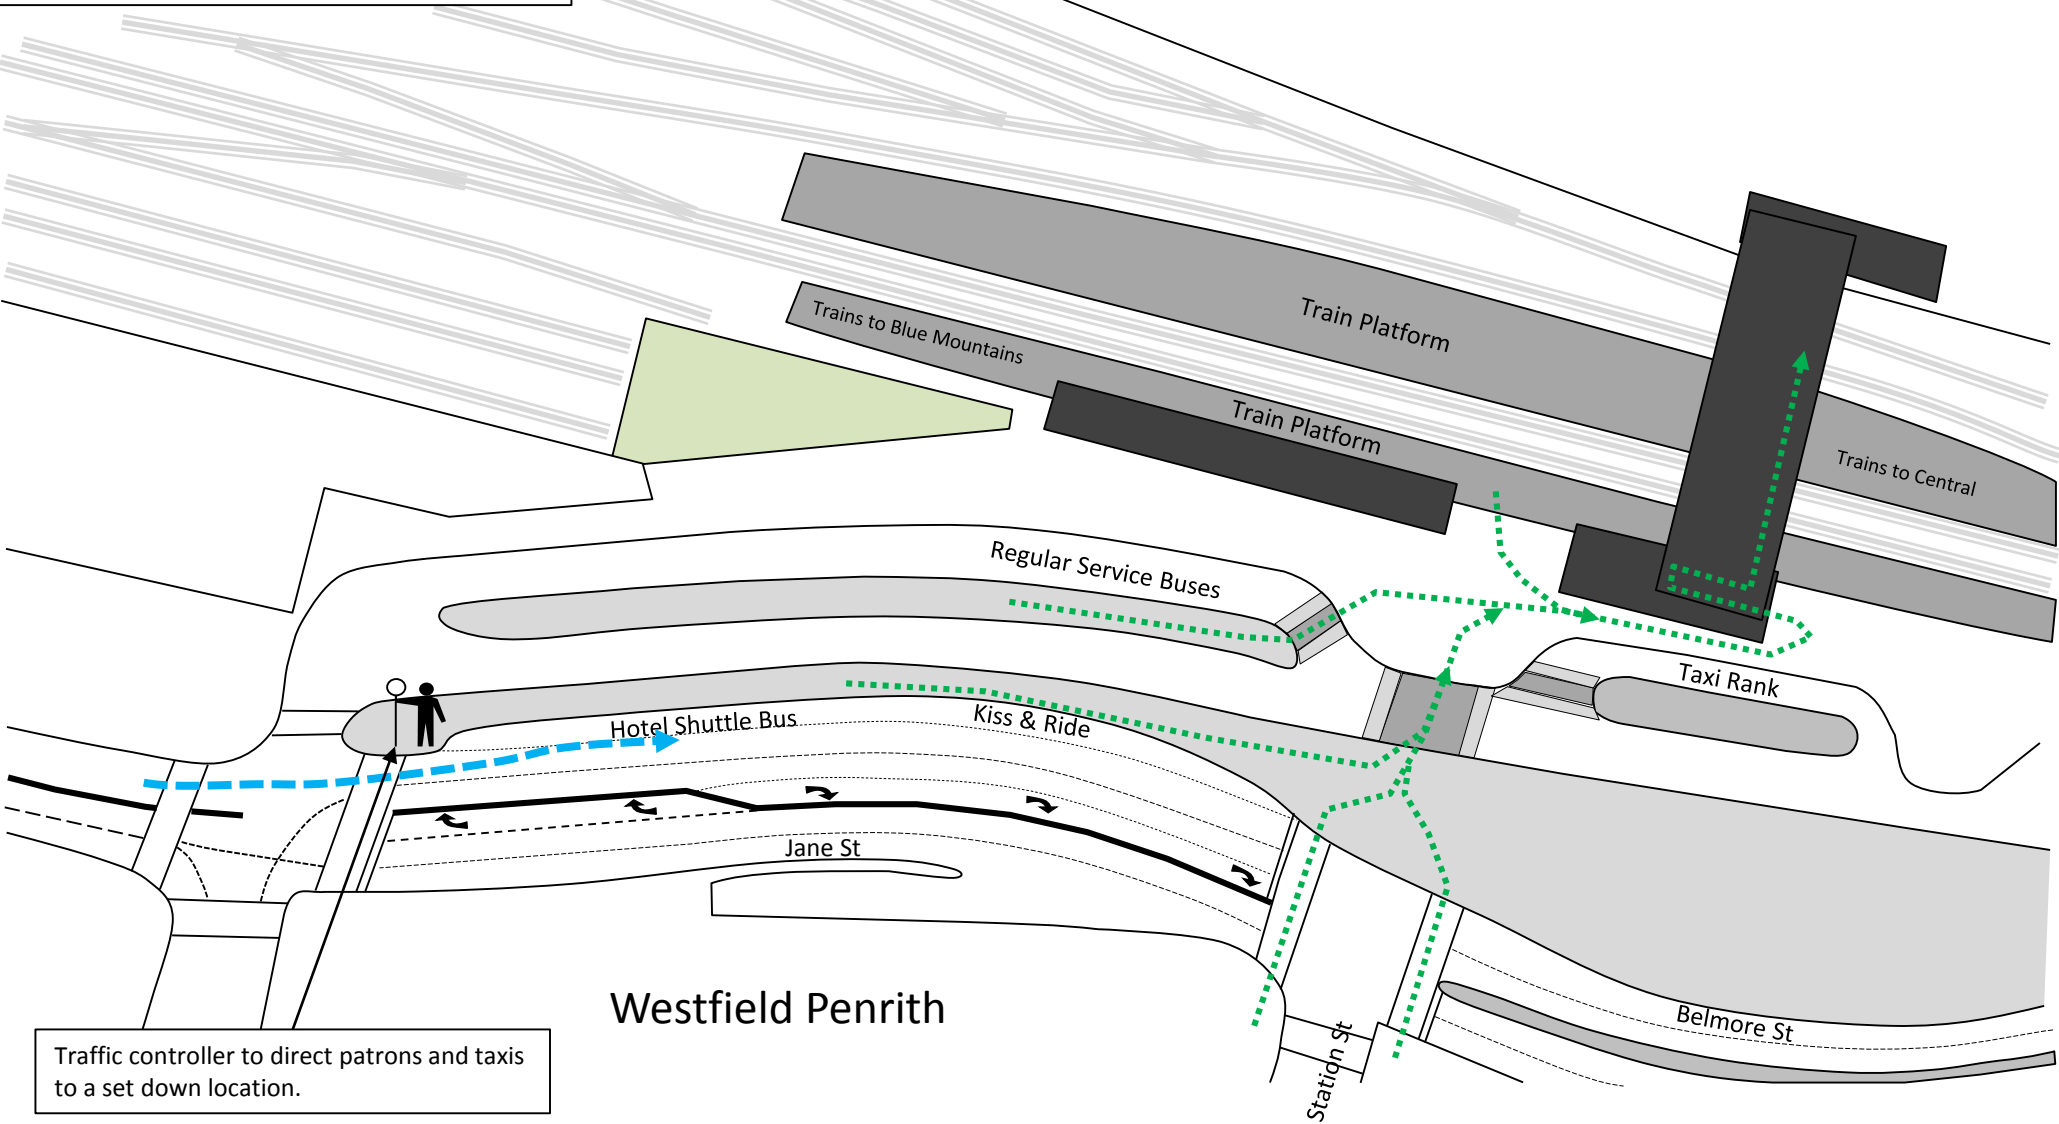 Train Platform
Trains to Blue Mountains
Train Platform
Trains to Central
Regular Service Buses
Taxi Rank
Hotel Shuttle Bus
Kiss & Ride
Jane St
Westfield Penrith
Belmore St
Station St
Traffic controller to direct patrons and taxis
to a set down location.